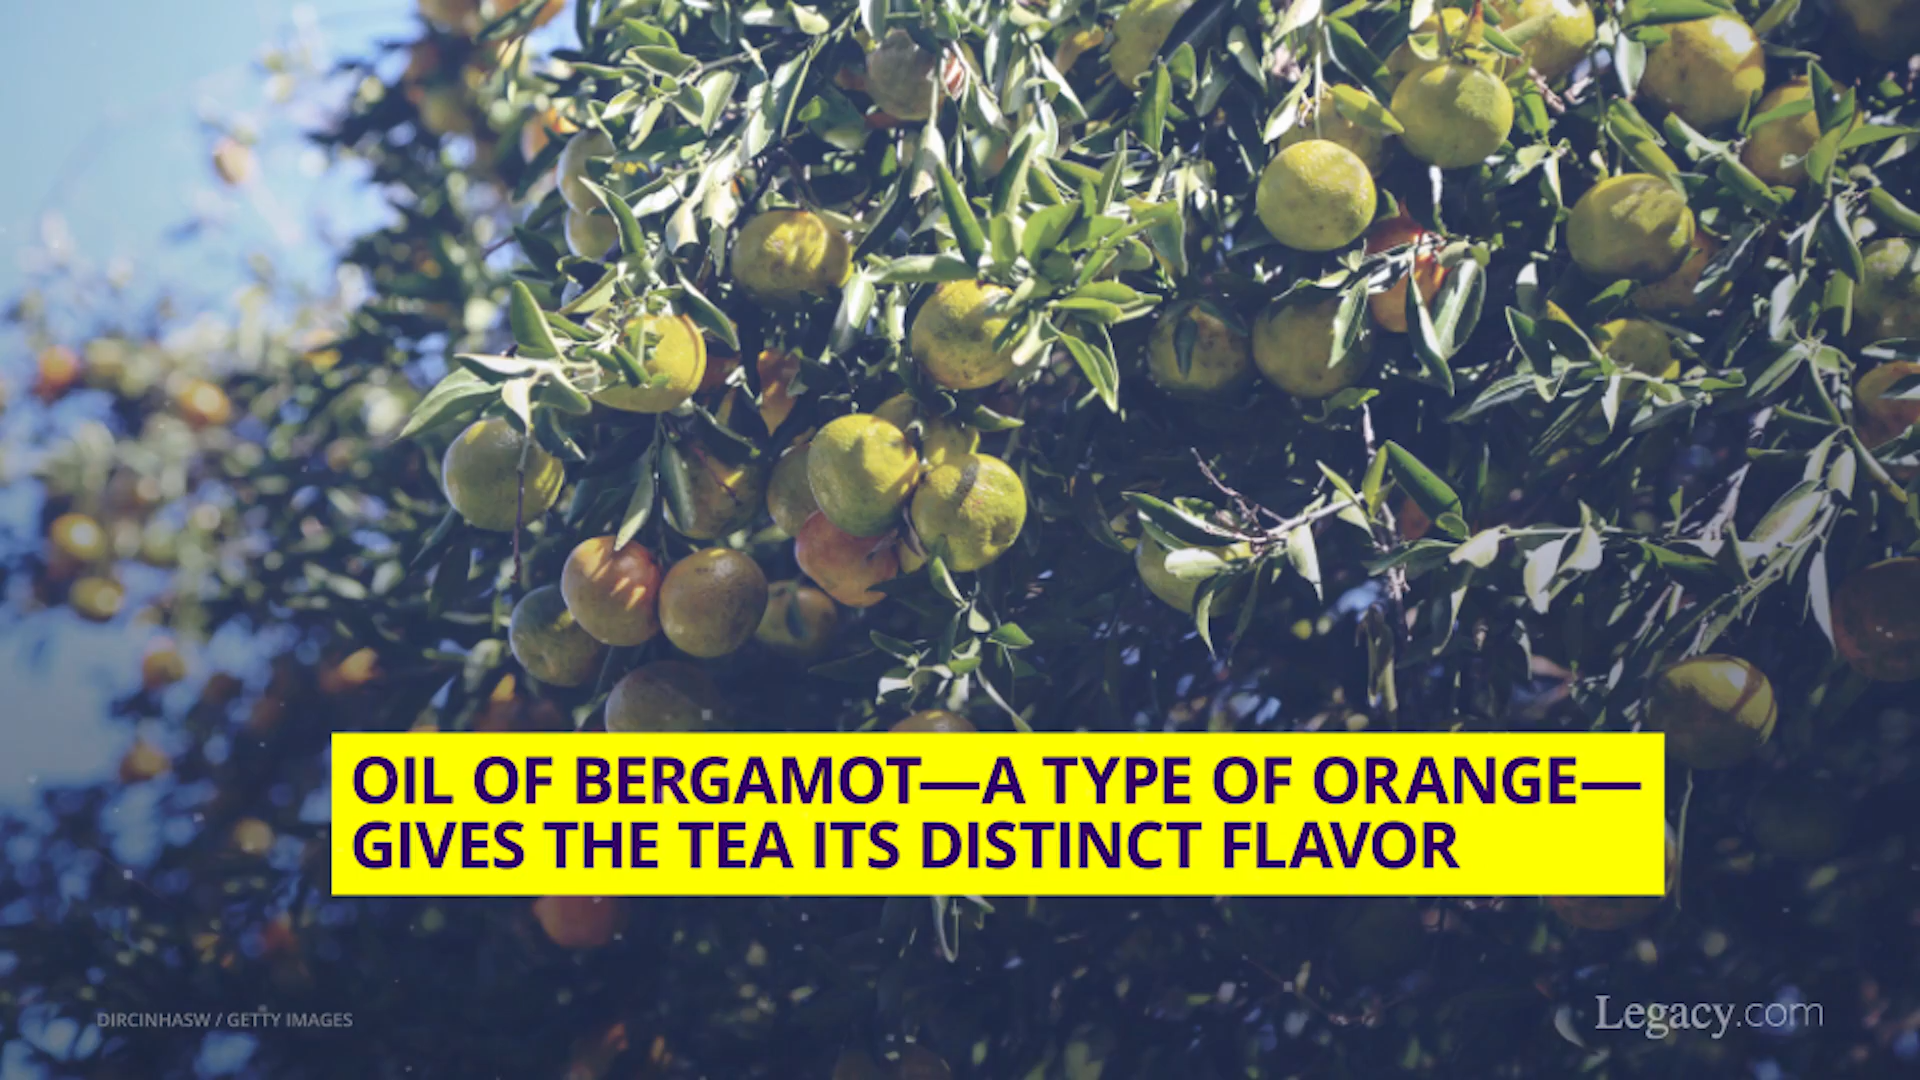 OIL OF BERGAMOT—A TYPE OF ORANGE—
GIVES THE TEA ITS DISTINCT FLAVOR
DIRCINHASW / GETTY IMAGES
Legacy.com